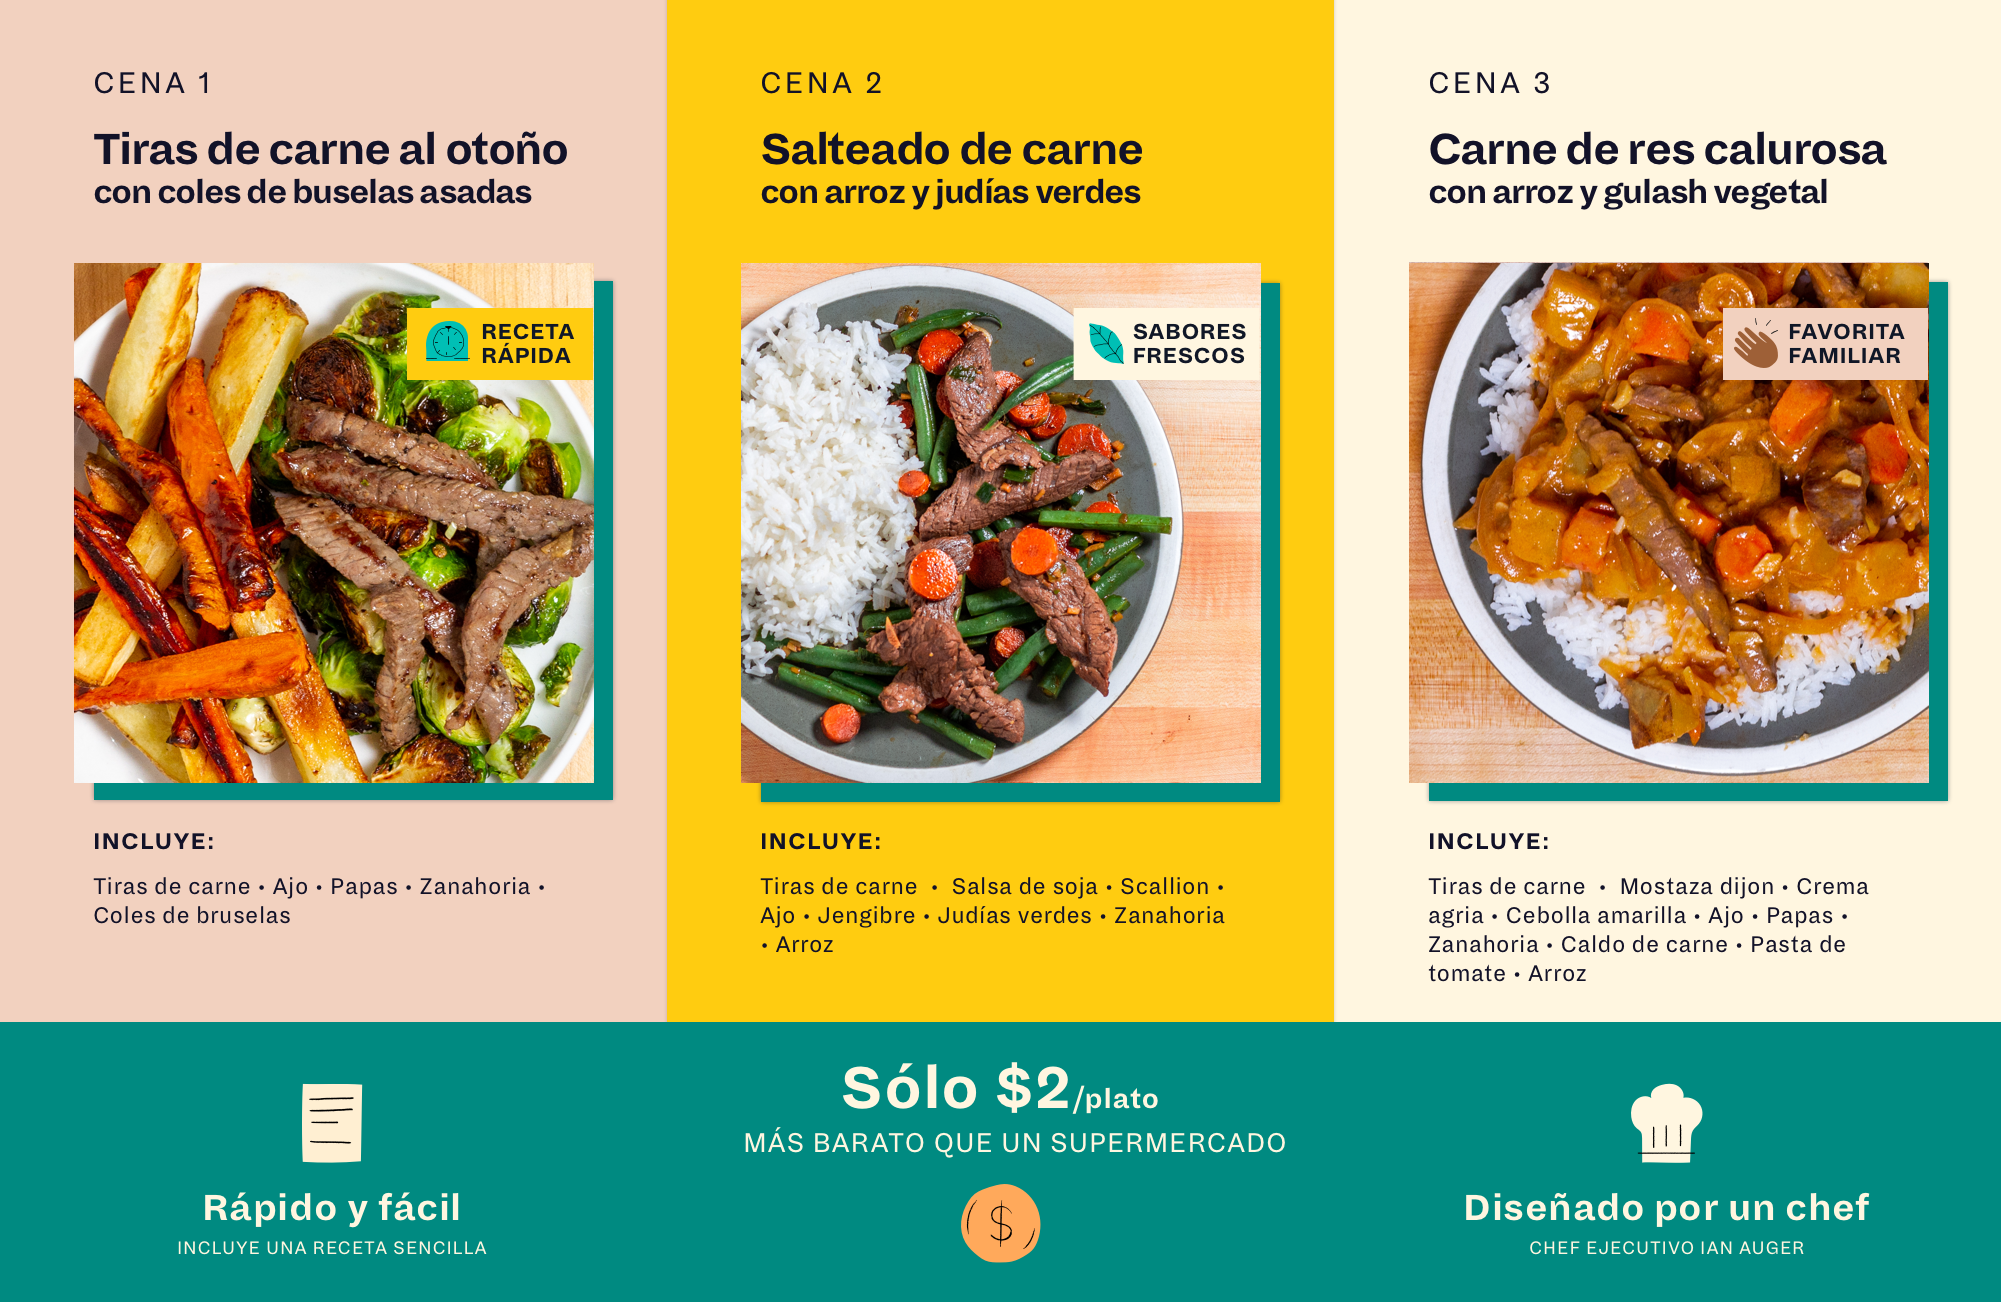 CENA 1
Tiras de carne al otoño
con coles de buselas asadas
RECETA
RÁPIDA
INCLUYE:
Tiras de carne • Ajo • Papas • Zanahoria •
Coles de bruselas
CENA 2
Salteado de carne
con arroz y judías verdes
SABORES
FRESCOS
INCLUYE:
Tiras de carne • Salsa de soja • Scallion •
Ajo • Jengibre • Judías verdes • Zanahoria
• Arroz
CENA 3
Carne de res calurosa
con arroz y gulash vegetal
FAVORITA
FAMILIAR
INCLUYE:
Tiras de carne • Mostaza dijon • Crema
agria • Cebolla amarilla • Ajo • Papas •
Zanahoria • Caldo de carne • Pasta de
tomate • Arroz
Rápido y fácil
INCLUYE UNA RECETA SENCILLA
Sólo $2/plato
MÁS BARATO QUE UN SUPERMERCADO
$
Diseñado por un chef
CHEF EJECUTIVO IAN AUGER